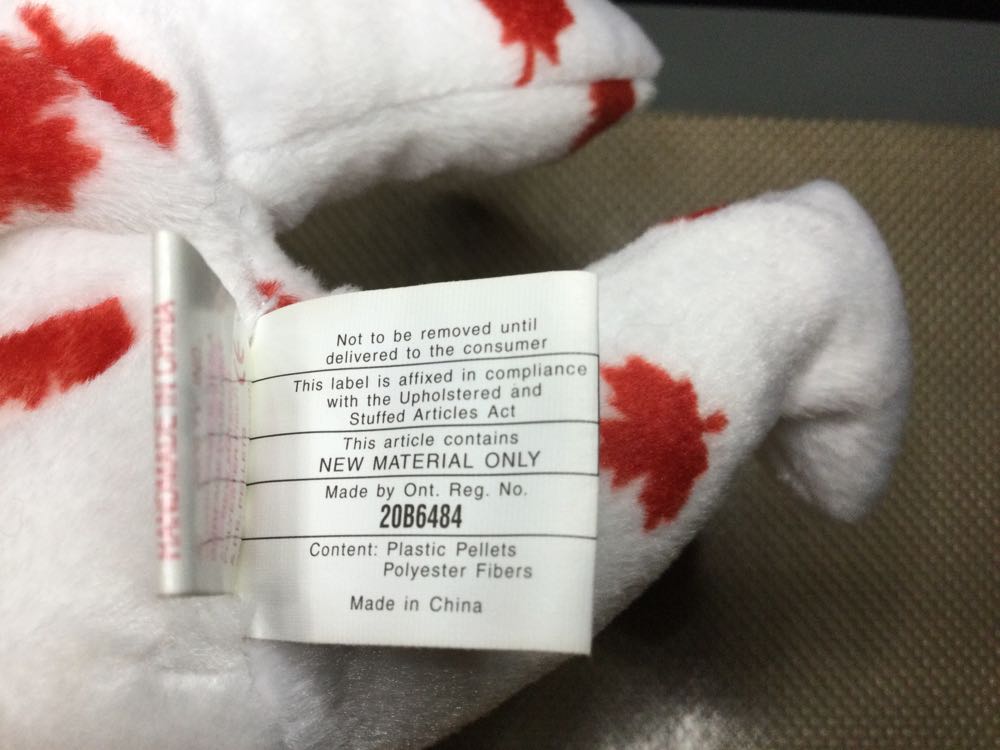 Not to be removed until
delivered to the consumer
This label is affixed in compliance
with the Upholstered and
Stuffed Articles Act
This article contains
NEW MATERIAL ONLY
Made by Ont. Reg. No.
20B6484
Content: Plastic Pellets
Polyester Fibers
Made in China